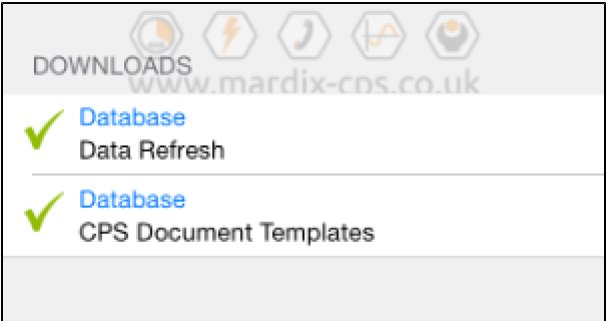 DOWNLOADS
www.mardix-cps.co.uk
Database
Data Refresh
Database
CPS Document Templates